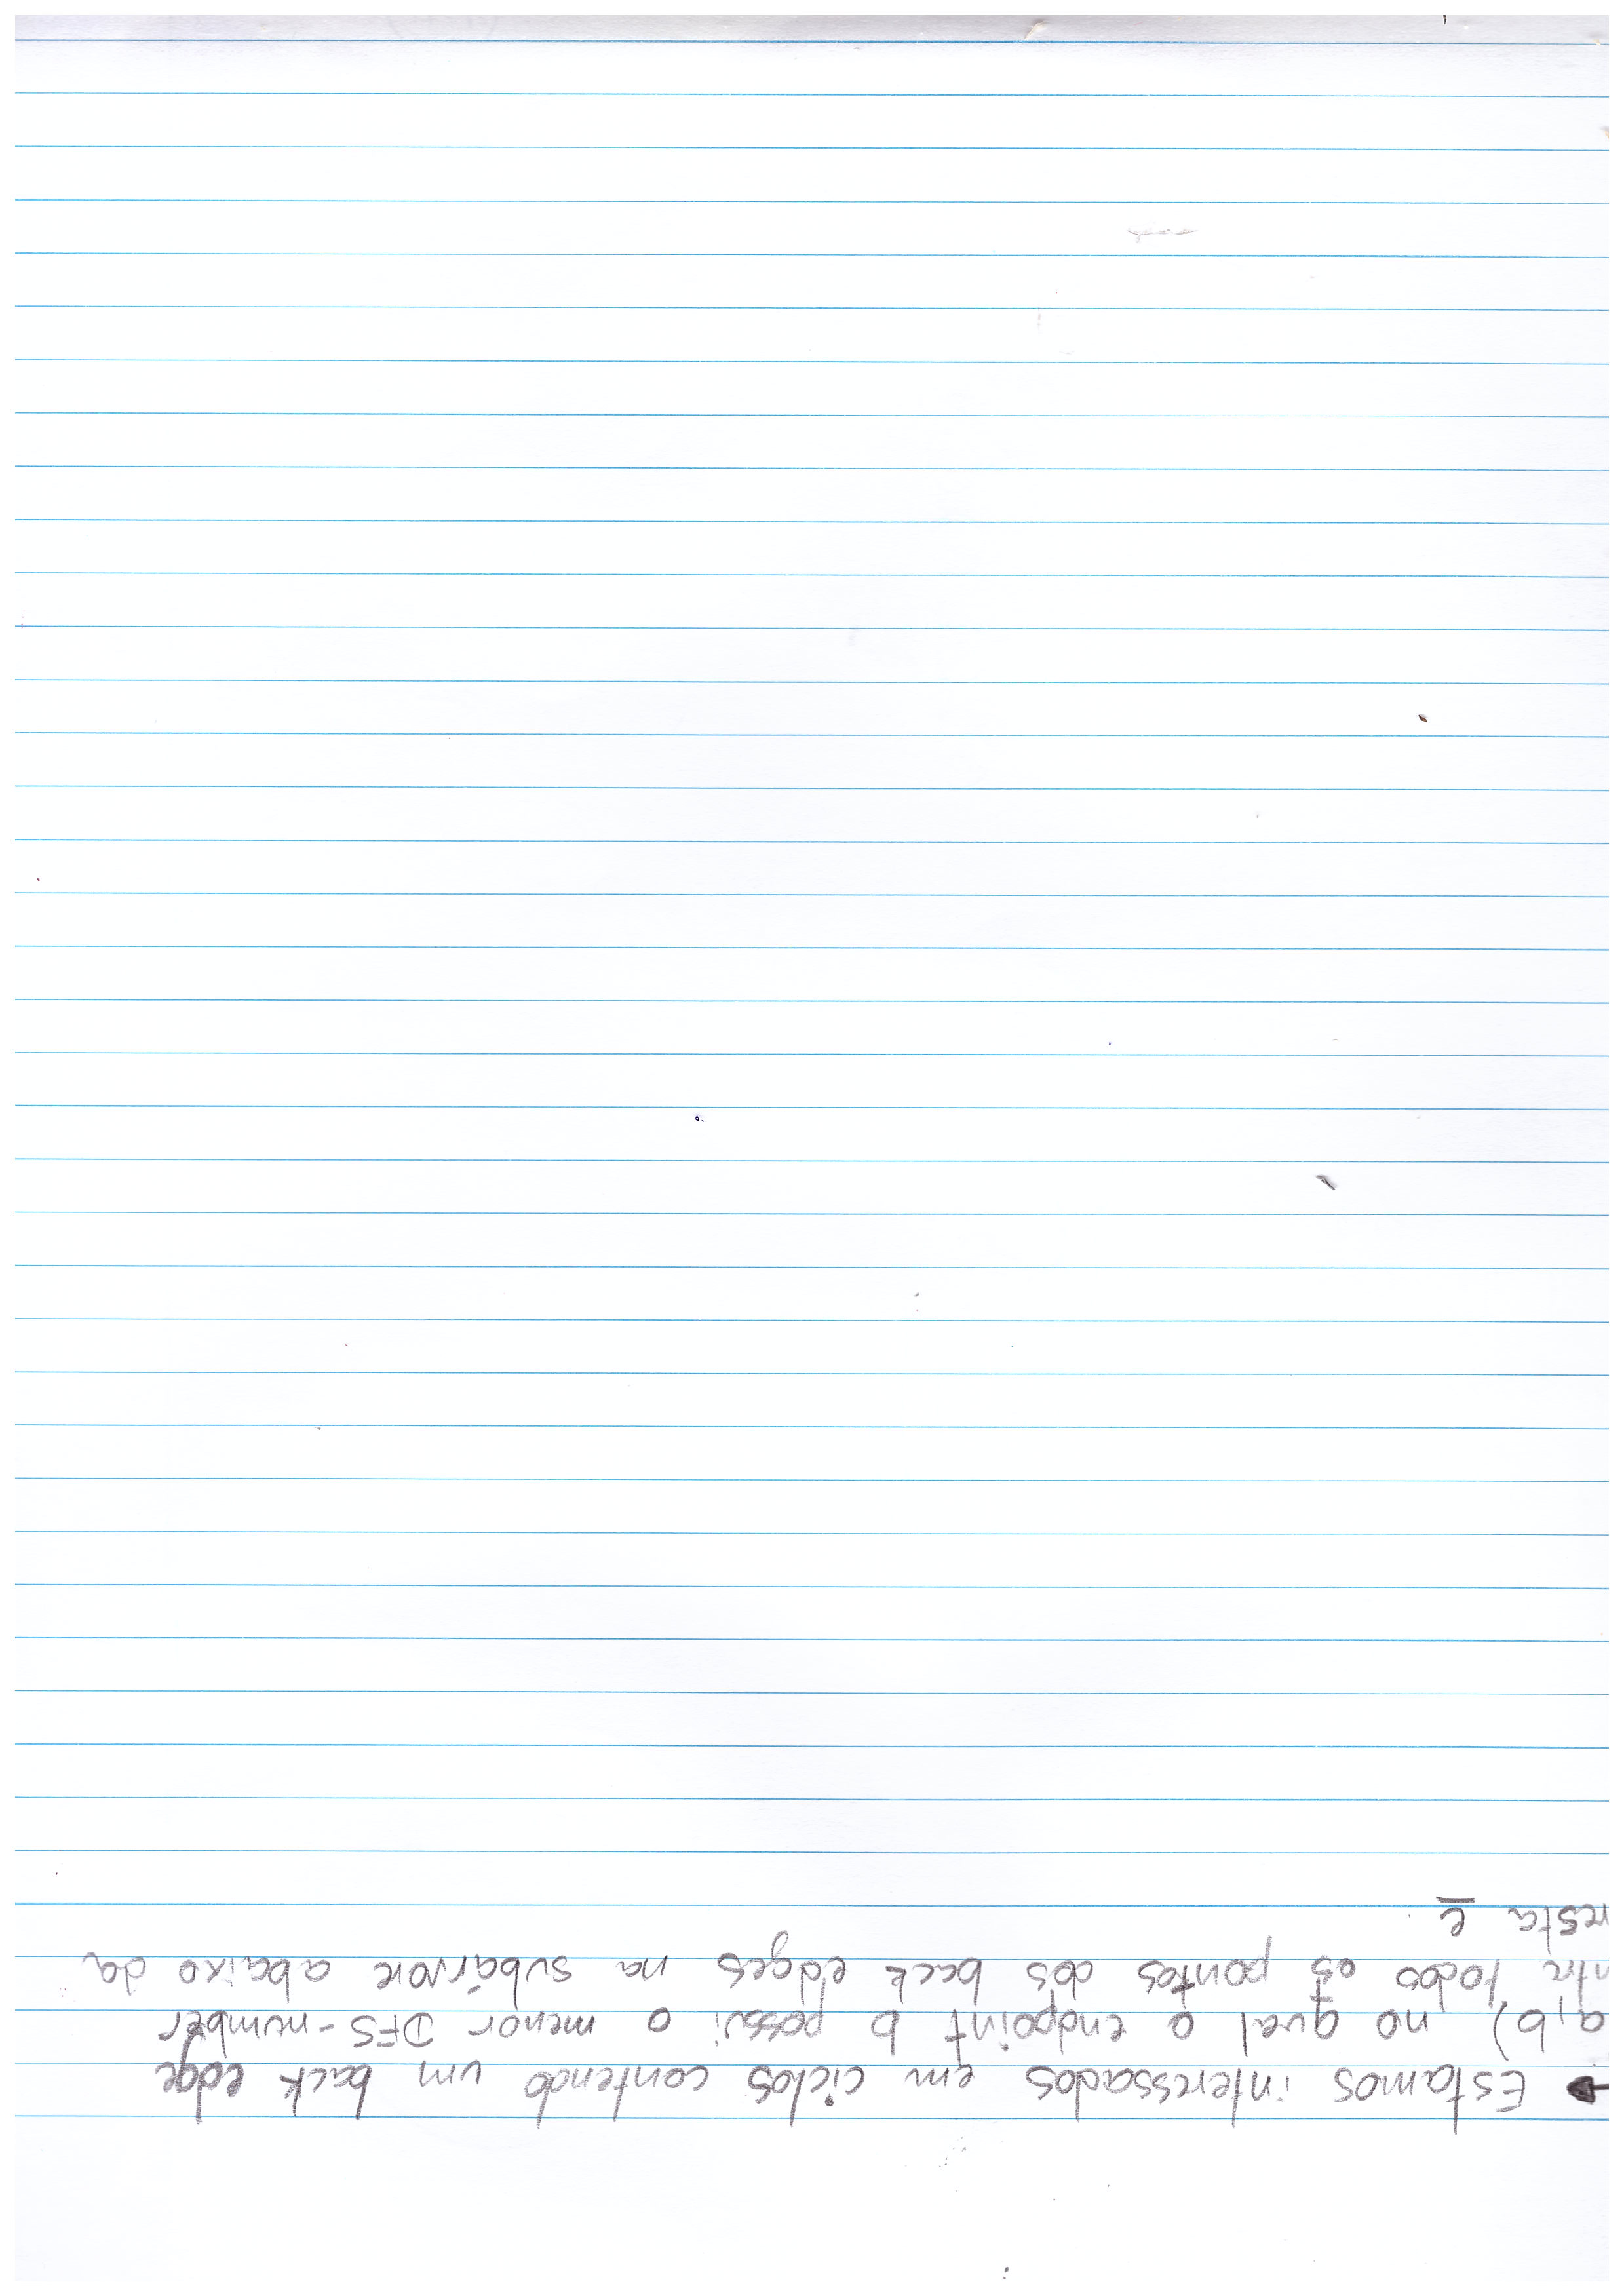 → Estamos interessados em ciclos contendo um back edge
a,b) no qual o endpoint b possui o menor DFS-number
ntre todos os pontos dos back edges na subárvore abaixo da
resta e.